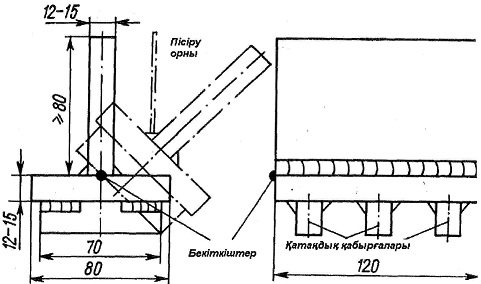 12-15
Пісіру
орны
≥80
12-15
70
80
Бекіткіштер
Қатаңдық қабырғалары
120